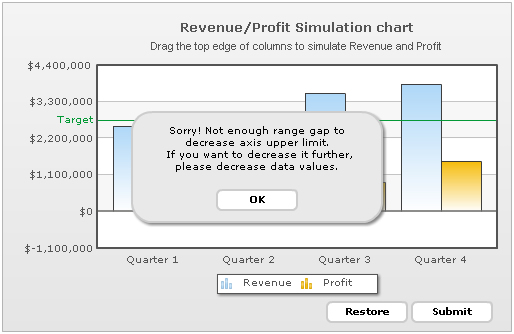 Revenue/Profit Simulation chart
Drag the top edge of columns to simulate Revenue and Profit
$4,400,000
$3,300,000
Target
$2,200,000
$1,100,000
$0
$-1,100,000
Sorry! Not enough range gap to
decrease axis upper limit.
If you want to decrease it further,
please decrease data values.
OK
Quarter 1
Quarter 2
Quarter 3
Quarter 4
Revenue
Profit
Restore
Submit